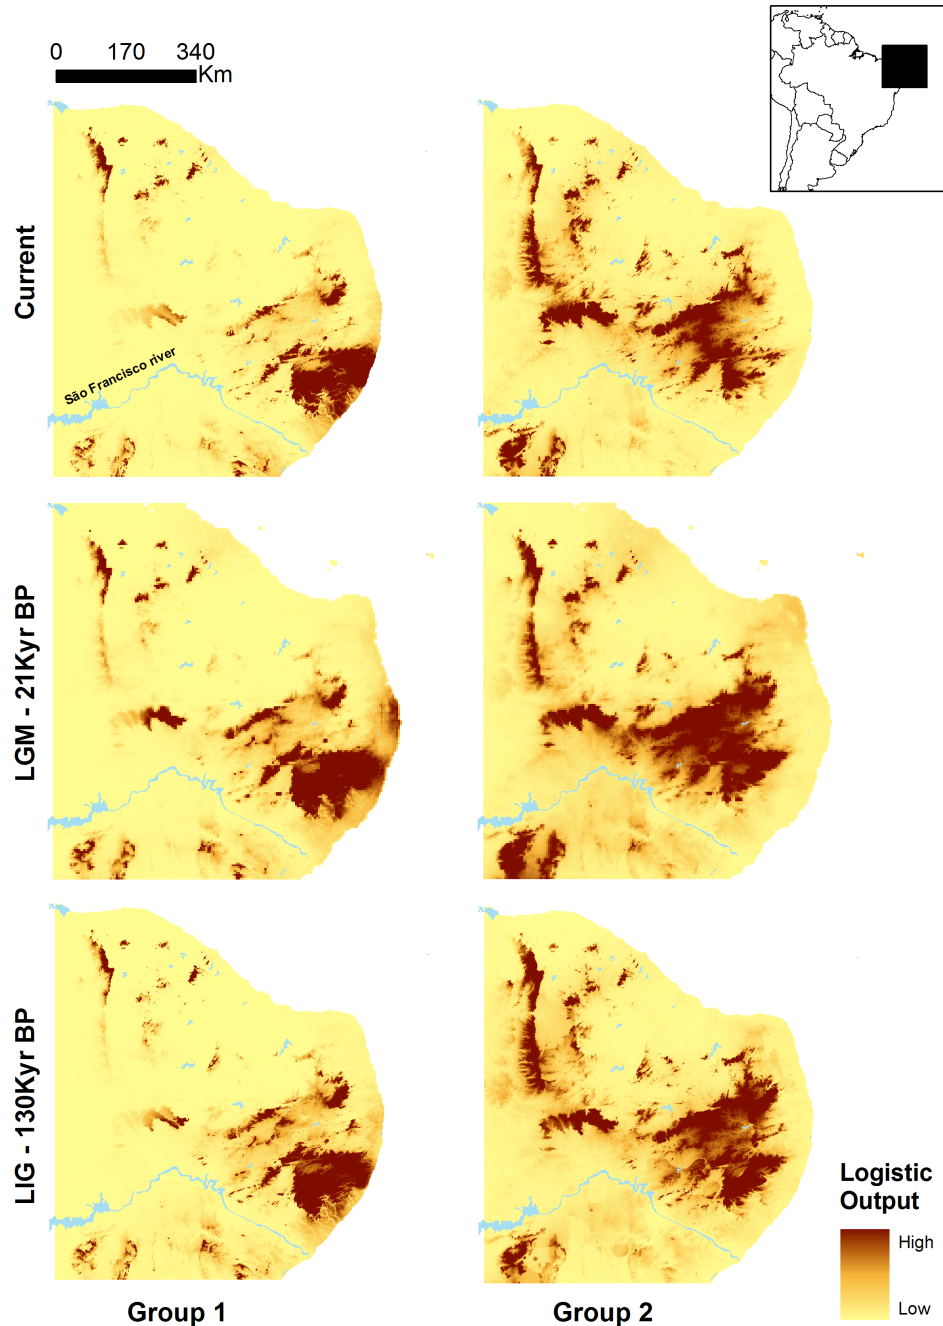 0 170 340
Km
Current
São Francisco river
LGM - 21Kyr BP
LIG - 130Kyr BP
Logistic
Output
High
Low
Group 1
Group 2